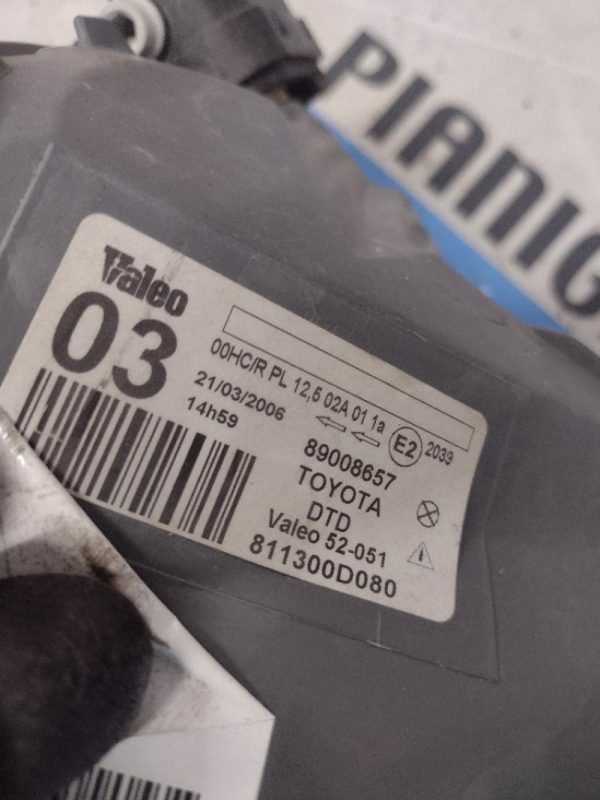 PIANIG
Valeo
03
00HC/R PL 12,5 02A 01 1a
21/03/2006
14h59
E2
2039
89008657
TOYOTA
DTD
Valeo 52-051
811300D080